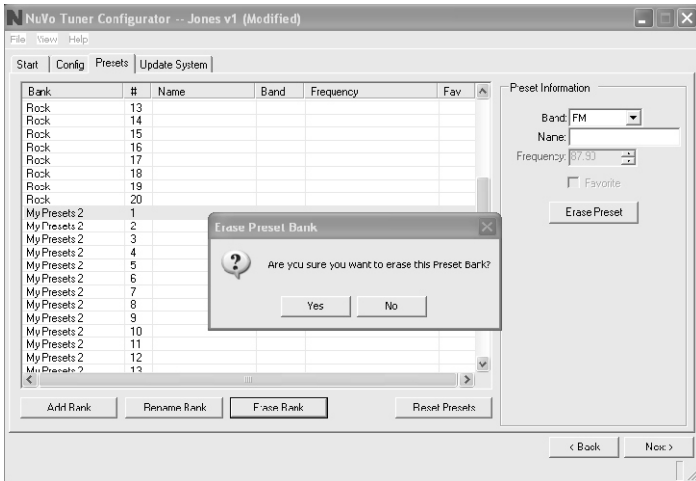 NuVo Tuner Configurator -- Jones v1 (Modified)
File View Help
Start Config Presets Update System
Bank # Name Band Frequency Fav
Rock 13
Rock 14
Rock 15
Rock 16
Rock 17
Rock 18
Rock 19
Rock 20
My Presets 2 1
My Presets 2 2
My Presets 2 3
My Presets 2 4
My Presets 2 5
My Presets 2 6
My Presets 2 7
My Presets 2 8
My Presets 2 9
My Presets 2 10
My Presets 2 11
My Presets 2 12
My Presets 2 13
Add Bank Rename Bank Erase Bank Reset Presets
Preset Information
Band: FM
Name:
Frequency: 87.90
Favorite
Erase Preset
Erase Preset Bank
Are you sure you want to erase this Preset Bank?
Yes No
< Back Next >